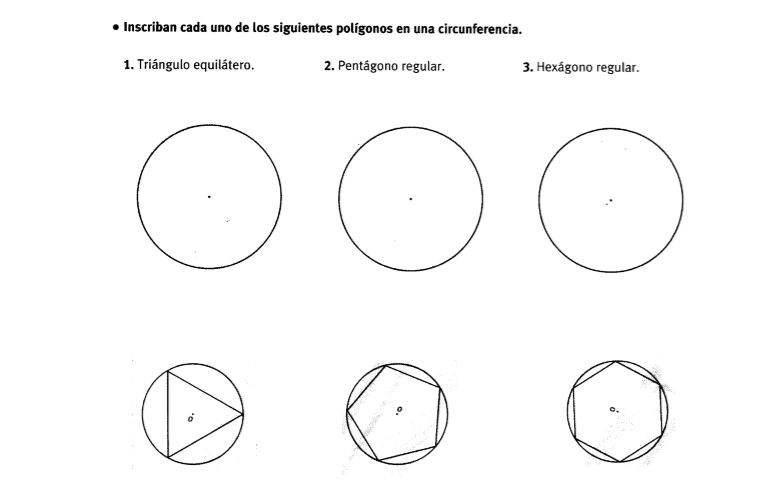 • Inscriban cada uno de los siguientes polígonos en una circunferencia.
1. Triángulo equilátero. 2. Pentágono regular. 3. Hexágono regular.
o o o